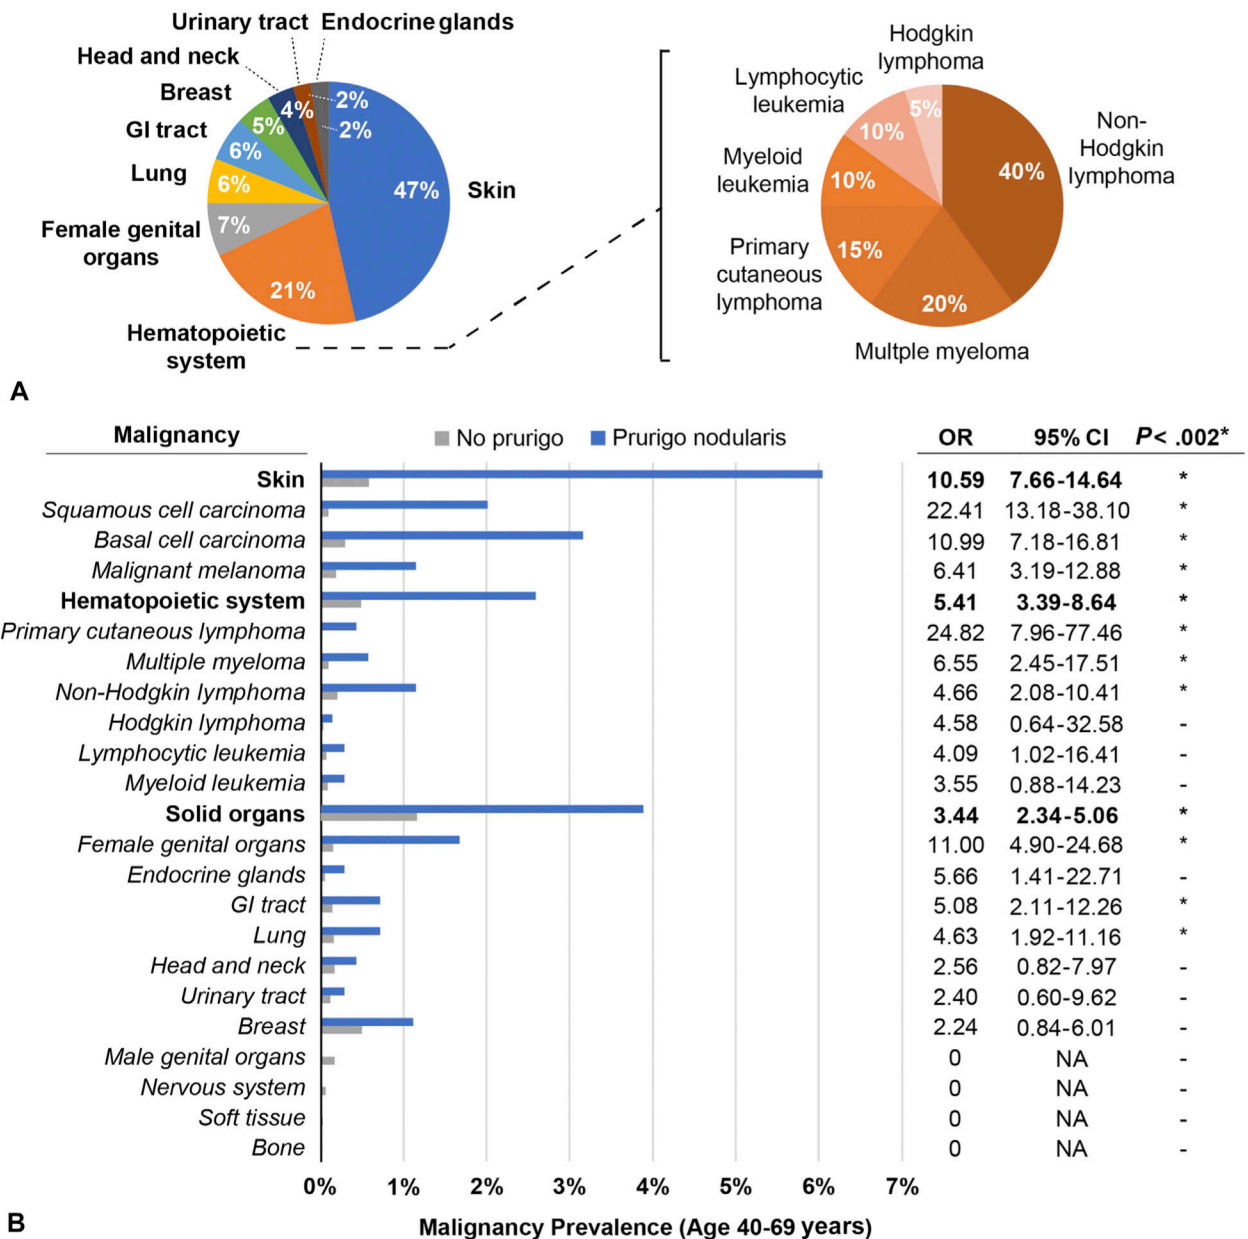 Urinary tract Endocrine glands
Head and neck
Breast
GI tract
Lung
Female genital
organs
Hematopoietic
system
Skin
47%
21%
7%
6%
6%
5%
4%
2%
2%
Hodgkin
lymphoma
Lymphocytic
leukemia
Myeloid
leukemia
Primary
cutaneous
lymphoma
Multple myeloma
Non-
Hodgkin
lymphoma
40%
20%
15%
10%
10%
5%
A
Malignancy No prurigo Prurigo nodularis OR 95% CI P< .002*
Skin 10.59 7.66-14.64 *
Squamous cell carcinoma 22.41 13.18-38.10 *
Basal cell carcinoma 10.99 7.18-16.81 *
Malignant melanoma 6.41 3.19-12.88 *
Hematopoietic system 5.41 3.39-8.64 *
Primary cutaneous lymphoma 24.82 7.96-77.46 *
Multiple myeloma 6.55 2.45-17.51 *
Non-Hodgkin lymphoma 4.66 2.08-10.41 *
Hodgkin lymphoma 4.58 0.64-32.58 -
Lymphocytic leukemia 4.09 1.02-16.41 -
Myeloid leukemia 3.55 0.88-14.23 -
Solid organs 3.44 2.34-5.06 *
Female genital organs 11.00 4.90-24.68 *
Endocrine glands 5.66 1.41-22.71 -
GI tract 5.08 2.11-12.26 *
Lung 4.63 1.92-11.16 *
Head and neck 2.56 0.82-7.97 -
Urinary tract 2.40 0.60-9.62 -
Breast 2.24 0.84-6.01 -
Male genital organs 0 NA -
Nervous system 0 NA -
Soft tissue 0 NA -
Bone 0 NA -
0% 1% 2% 3% 4% 5% 6% 7%
Malignancy Prevalence (Age 40-69 years)
B